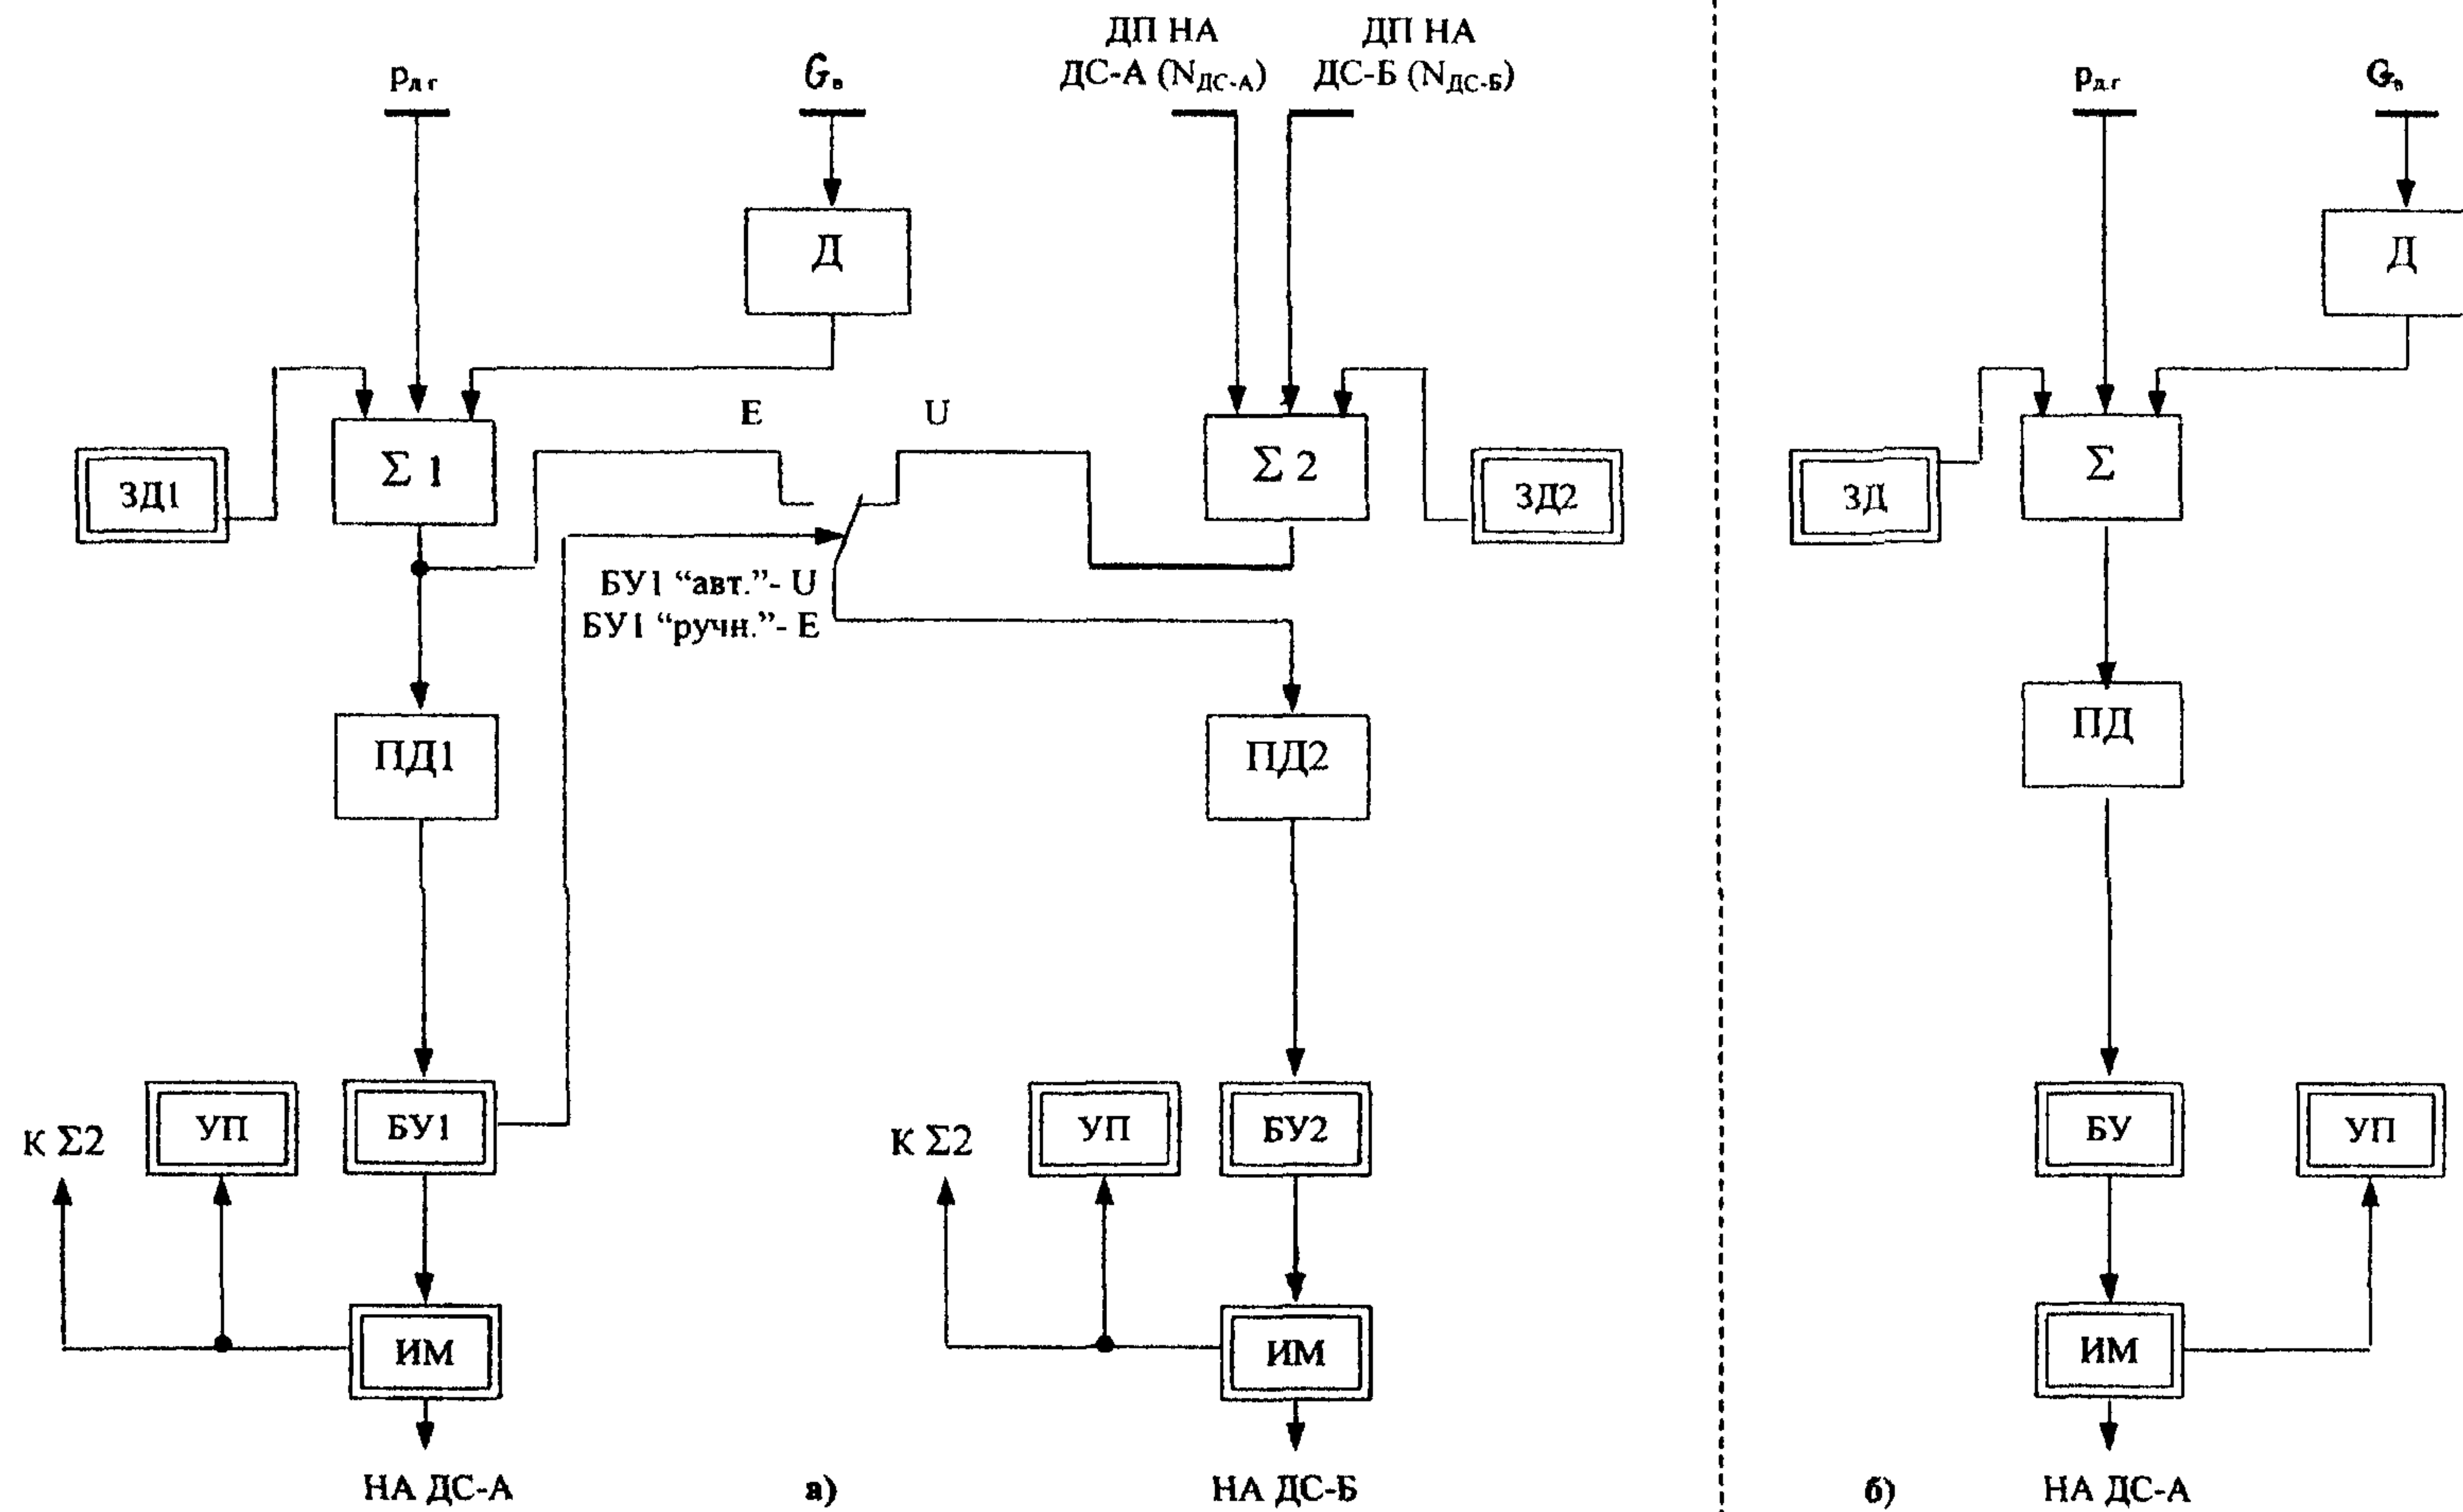 ДП НА
ДС-А (NДС-А)
ДП НА
ДС-Б (NДС-Б)
pд.г
Gв
Д
ЗД1
Σ 1
E
U
Σ 2
ЗД2
БУ1 “авт.”- U
БУ1 “ручн.”- E
ПД1
ПД2
К Σ2
УП
БУ1
К Σ2
УП
БУ2
ИМ
ИМ
НА ДС-А
а)
НА ДС-Б
pд.г
Gв
Д
ЗД
Σ
ПД
БУ
УП
ИМ
б)
НА ДС-А